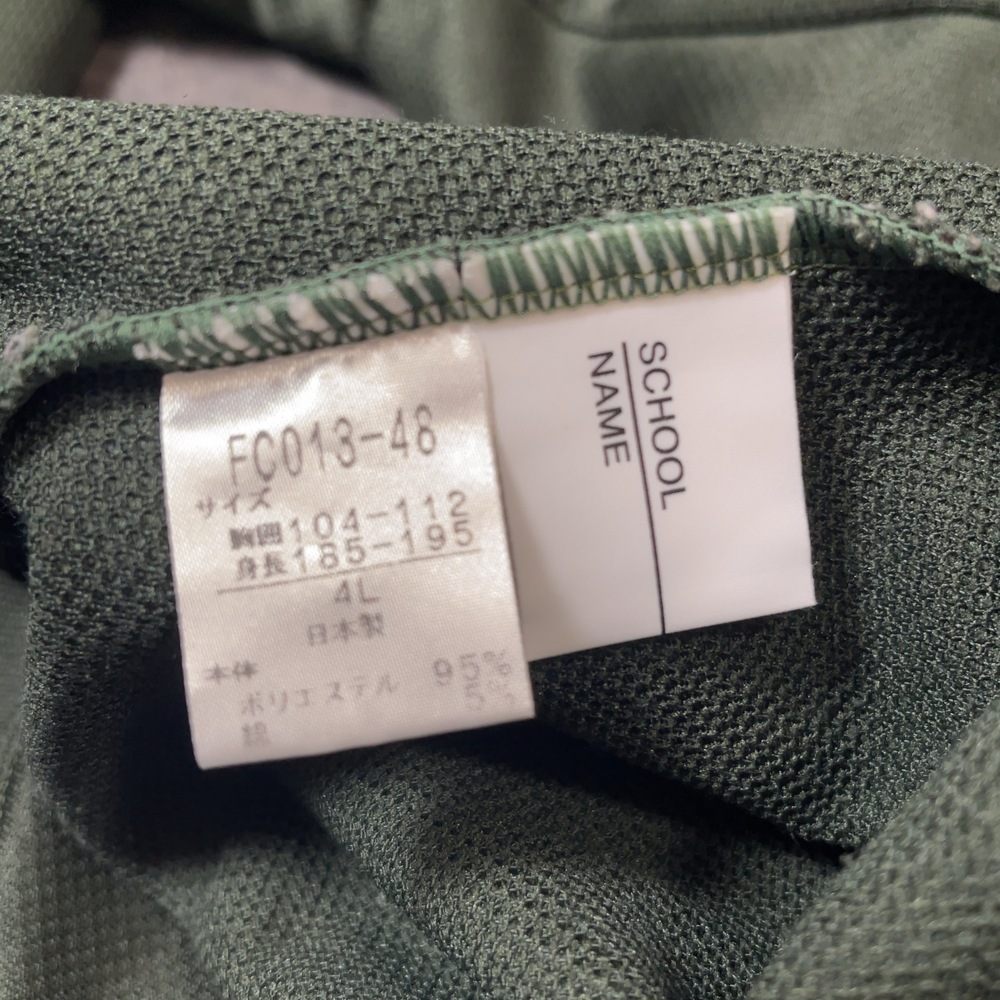 FC013-48
サイズ
胸囲104-112
身長185-195
4L
日本製
本体
ポリエステル 95%
綿 5%
SCHOOL
NAME